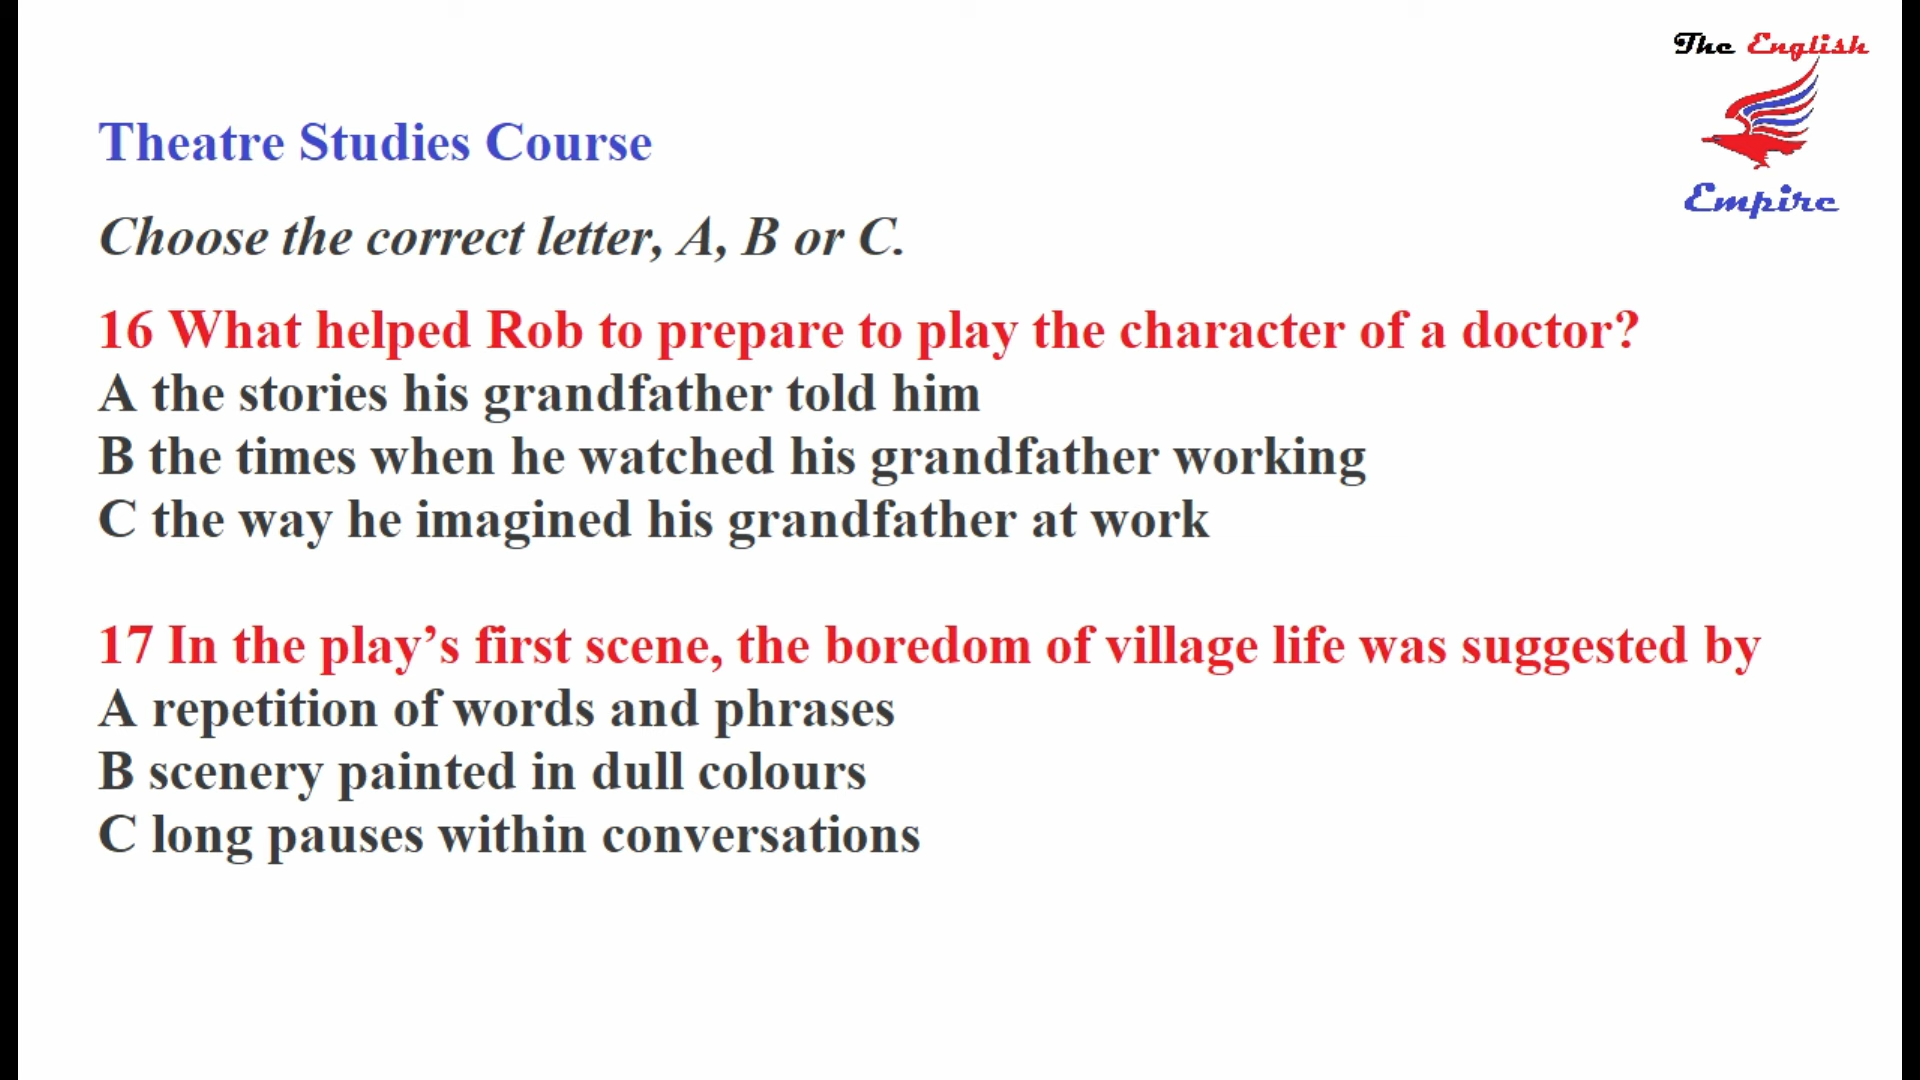 The English
Empire
Theatre Studies Course
Choose the correct letter, A, B or C.
16 What helped Rob to prepare to play the character of a doctor?
A the stories his grandfather told him
B the times when he watched his grandfather working
C the way he imagined his grandfather at work
17 In the play’s first scene, the boredom of village life was suggested by
A repetition of words and phrases
B scenery painted in dull colours
C long pauses within conversations